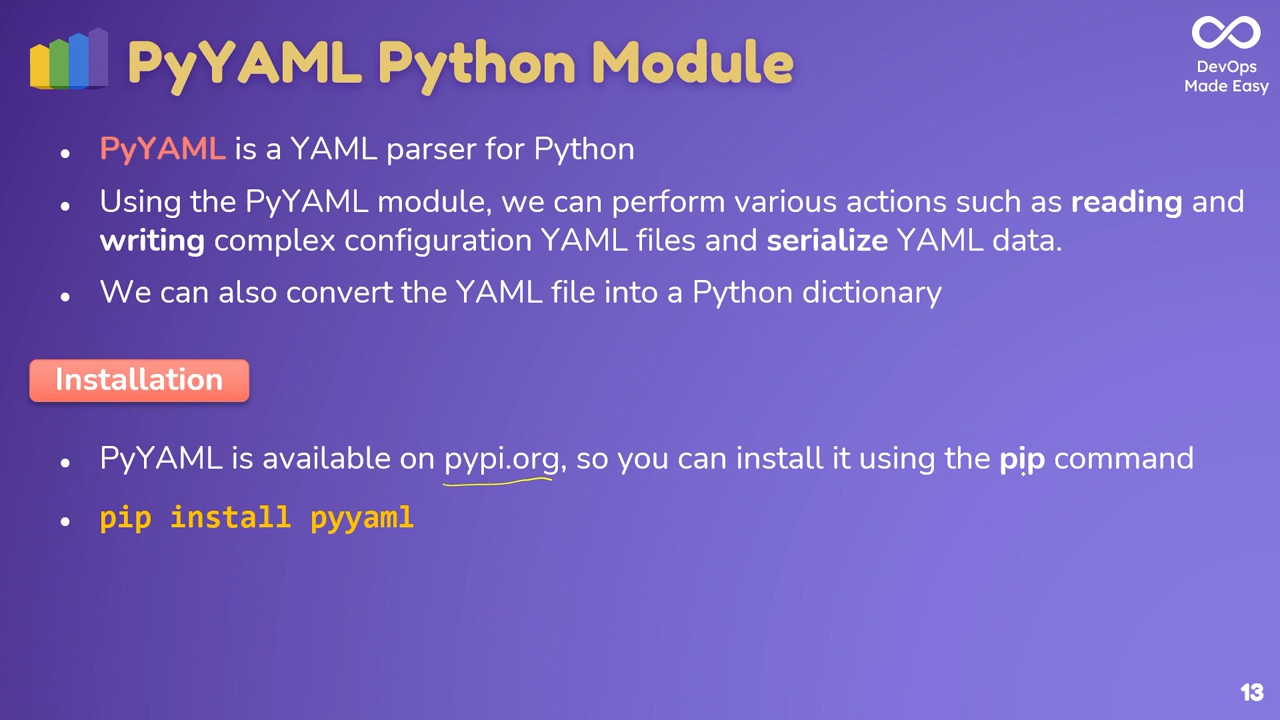 PyYAML Python Module
DevOps
Made Easy
• PyYAML is a YAML parser for Python
• Using the PyYAML module, we can perform various actions such as reading and
writing complex configuration YAML files and serialize YAML data.
• We can also convert the YAML file into a Python dictionary
Installation
• PyYAML is available on pypi.org, so you can install it using the pip command
• pip install pyyaml
13